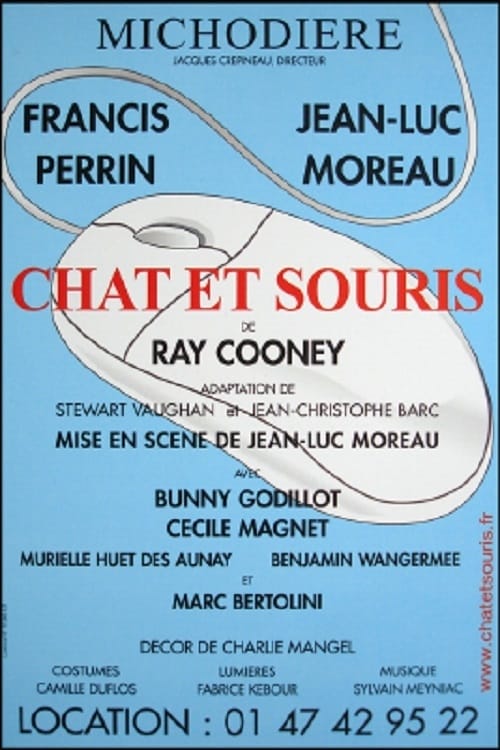 MICHODIERE
JACQUES CREPINEAU, DIRECTEUR
FRANCIS PERRIN
JEAN-LUC MOREAU
CHAT ET SOURIS
DE
RAY COONEY
ADAPTATION DE
STEWART VAUGHAN et JEAN-CHRISTOPHE BARC
MISE EN SCENE DE JEAN-LUC MOREAU
AVEC
BUNNY GODILLOT
CECILE MAGNET
MURIELLE HUET DES AUNAY BENJAMIN WANGERMEE
ET
MARC BERTOLINI
DECOR DE CHARLIE MANGEL
COSTUMES LUMIERES MUSIQUE
CAMILLE DUFLOS FABRICE KEBOUR SYLVAIN MEYNIAC
LOCATION : 01 47 42 95 22
www.chatetsouris.fr